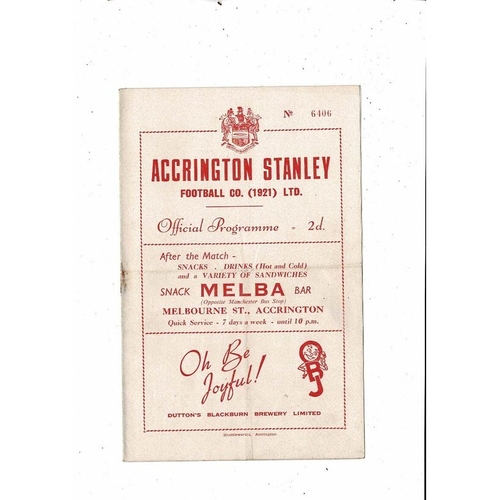 No 6406
ACCRINGTON STANLEY
FOOTBALL CO. (1921) LTD.
Official Programme - 2d.
After the Match -
SNACKS . DRINKS (Hot and Cold)
and a VARIETY OF SANDWICHES
SNACK MELBA BAR
(Opposite Manchester Bus Stop)
MELBOURNE ST., ACCRINGTON
Quick Service - 7 days a week - until 10 p.m.
Oh Be
Joyful!
OBJ
DUTTON'S BLACKBURN BREWERY LIMITED